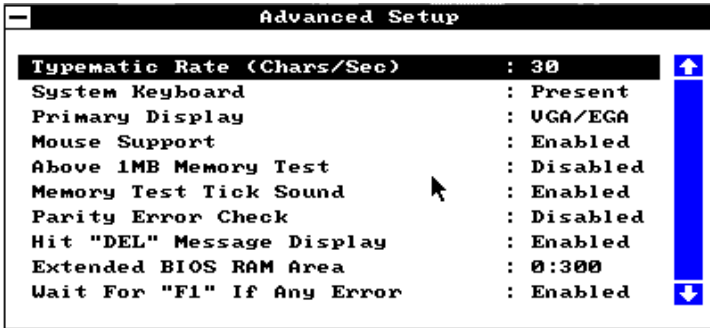 Advanced Setup
Typematic Rate (Chars/Sec) : 30
System Keyboard : Present
Primary Display : VGA/EGA
Mouse Support : Enabled
Above 1MB Memory Test : Disabled
Memory Test Tick Sound : Enabled
Parity Error Check : Disabled
Hit "DEL" Message Display : Enabled
Extended BIOS RAM Area : 0:300
Wait For "F1" If Any Error : Enabled